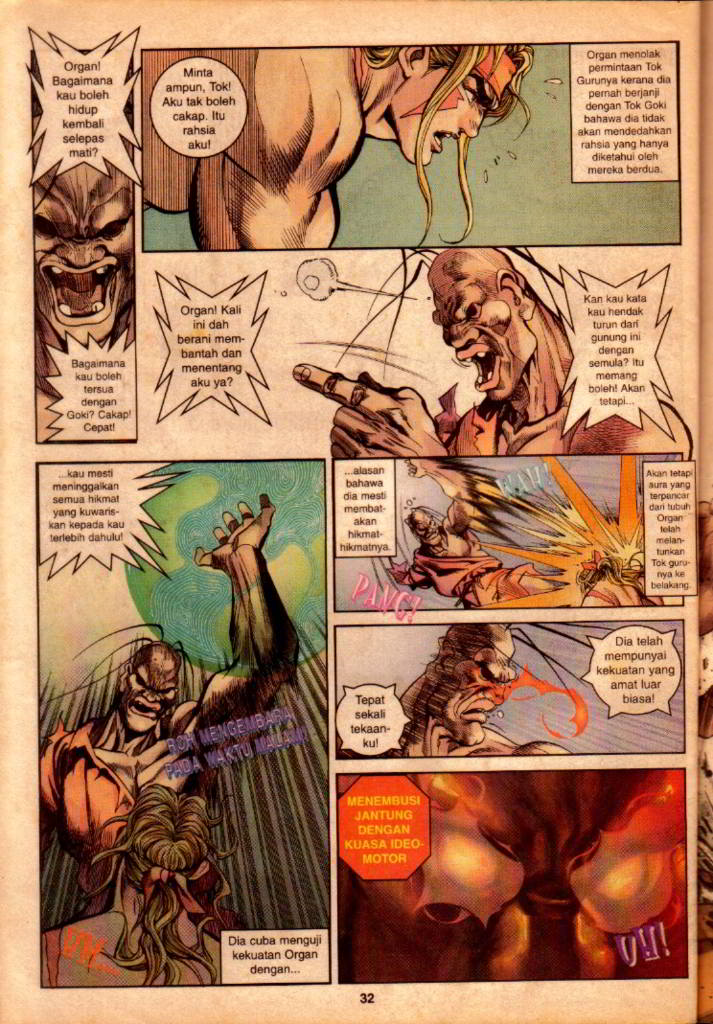 Organ!
Bagaimana
kau boleh
hidup
kembali
selepas
mati?
Bagaimana
kau boleh
tersua
dengan
Goki? Cakap!
Cepat!
Minta
ampun, Tok!
Aku tak boleh
cakap. Itu
rahsia
aku!
Organ menolak
permintaan Tok
Gurunya kerana dia
pernah berjanji
dengan Tok Goki
bahawa dia tidak
akan mendedahkan
rahsia yang hanya
diketahui oleh
mereka berdua.
Organ! Kali
ini dah
berani mem-
bantah dan
menentang
aku ya?
Kan kau kata
kau hendak
turun dari
gunung ini
dengan
semula? Itu
memang
boleh! Akan
tetapi...
...kau mesti
meninggalkan
semua hikmat
yang kuwaris-
kan kepada kau
terlebih dahulu!
ROH MENGEMBARA
PADA WAKTU MALAM!
UH...
Dia cuba menguji
kekuatan Organ
dengan...
...alasan
bahawa
dia mesti
membat-
akan
hikmat-
hikmatnya.
WAH!
PANG!
Akan tetapi
aura yang
terpancar
dari tubuh
Organ
telah
melan-
tunkan
Tok guru-
nya ke
belakang.
Tepat
sekali
tekaan-
ku!
Dia telah
mempunyai
kekuatan yang
amat luar
biasa!
MENEMBUSI
JANTUNG
DENGAN
KUASA IDEO-
MOTOR
UH!
32